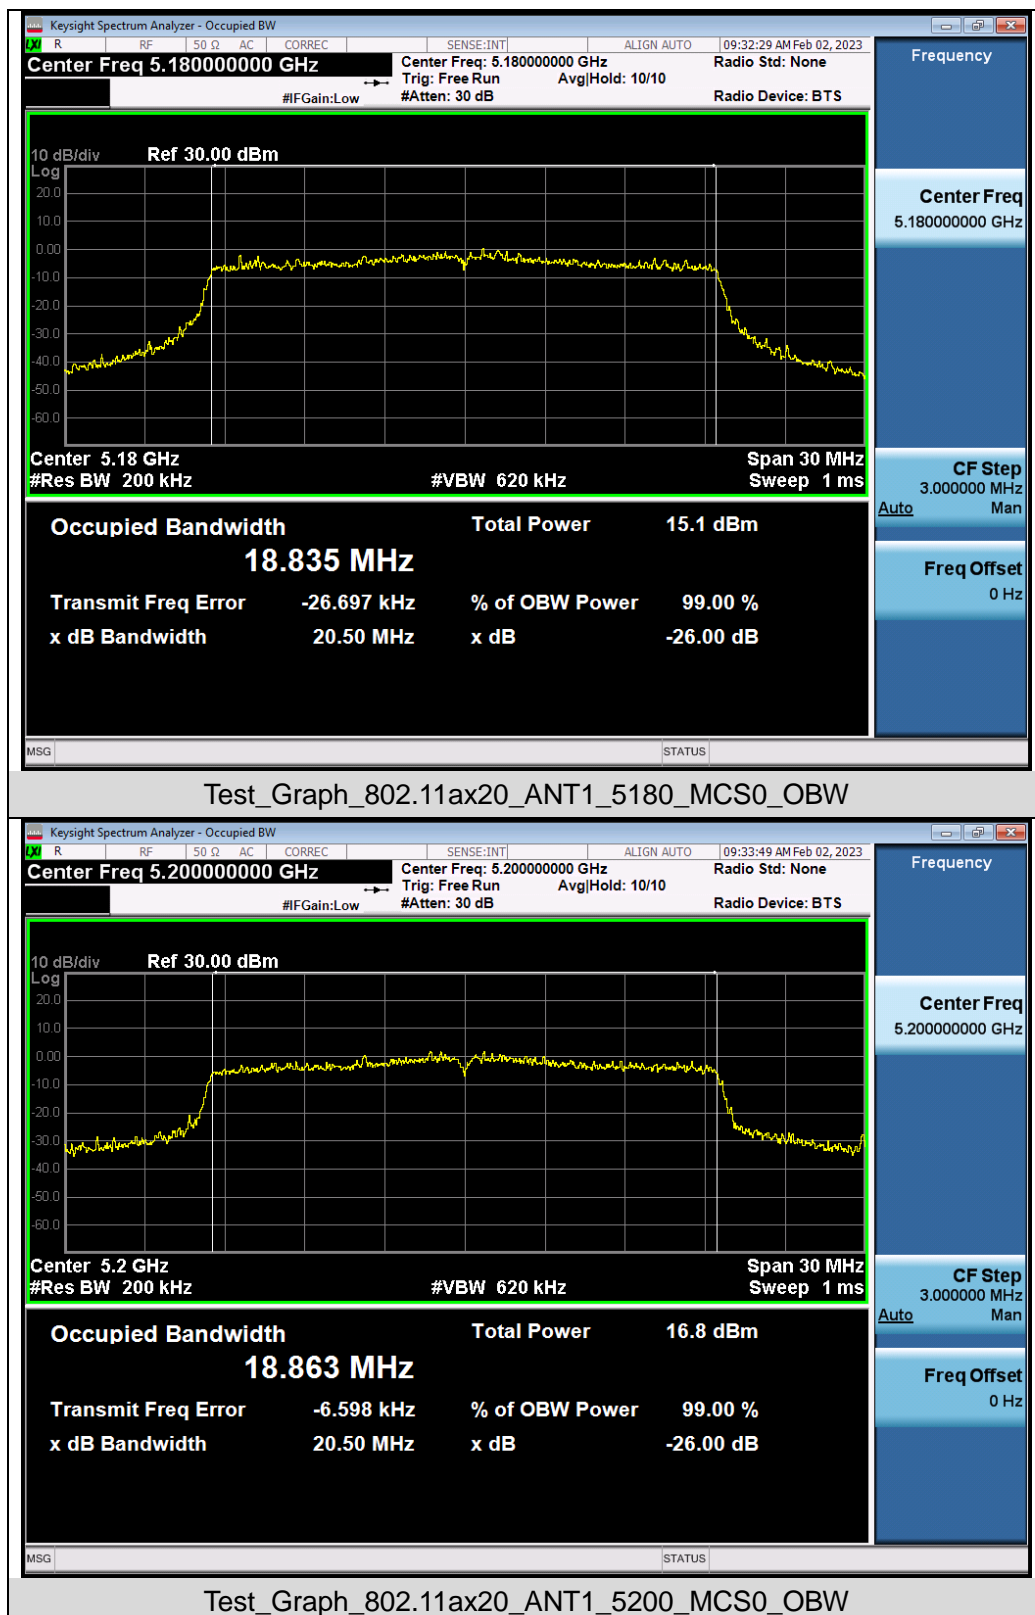 Keysight Spectrum Analyzer - Occupied BW
LXI R RF 50 Ω AC CORREC SENSE:INT ALIGN AUTO 09:32:29 AM Feb 02, 2023
Center Freq 5.180000000 GHz Center Freq: 5.180000000 GHz Radio Std: None
Trig: Free Run Avg|Hold: 10/10
#IFGain:Low #Atten: 30 dB Radio Device: BTS
10 dB/div Ref 30.00 dBm
Log
20.0
10.0
0.00
-10.0
-20.0
-30.0
-40.0
-50.0
-60.0
Center 5.18 GHz Span 30 MHz
#Res BW 200 kHz #VBW 620 kHz Sweep 1 ms
Occupied Bandwidth Total Power 15.1 dBm
18.835 MHz
Transmit Freq Error -26.697 kHz % of OBW Power 99.00 %
x dB Bandwidth 20.50 MHz x dB -26.00 dB
MSG STATUS
Frequency
Center Freq
5.180000000 GHz
CF Step
3.000000 MHz
Auto Man
Freq Offset
0 Hz
Test_Graph_802.11ax20_ANT1_5180_MCS0_OBW
Keysight Spectrum Analyzer - Occupied BW
LXI R RF 50 Ω AC CORREC SENSE:INT ALIGN AUTO 09:33:49 AM Feb 02, 2023
Center Freq 5.200000000 GHz Center Freq: 5.200000000 GHz Radio Std: None
Trig: Free Run Avg|Hold: 10/10
#IFGain:Low #Atten: 30 dB Radio Device: BTS
10 dB/div Ref 30.00 dBm
Log
20.0
10.0
0.00
-10.0
-20.0
-30.0
-40.0
-50.0
-60.0
Center 5.2 GHz Span 30 MHz
#Res BW 200 kHz #VBW 620 kHz Sweep 1 ms
Occupied Bandwidth Total Power 16.8 dBm
18.863 MHz
Transmit Freq Error -6.598 kHz % of OBW Power 99.00 %
x dB Bandwidth 20.50 MHz x dB -26.00 dB
MSG STATUS
Frequency
Center Freq
5.200000000 GHz
CF Step
3.000000 MHz
Auto Man
Freq Offset
0 Hz
Test_Graph_802.11ax20_ANT1_5200_MCS0_OBW